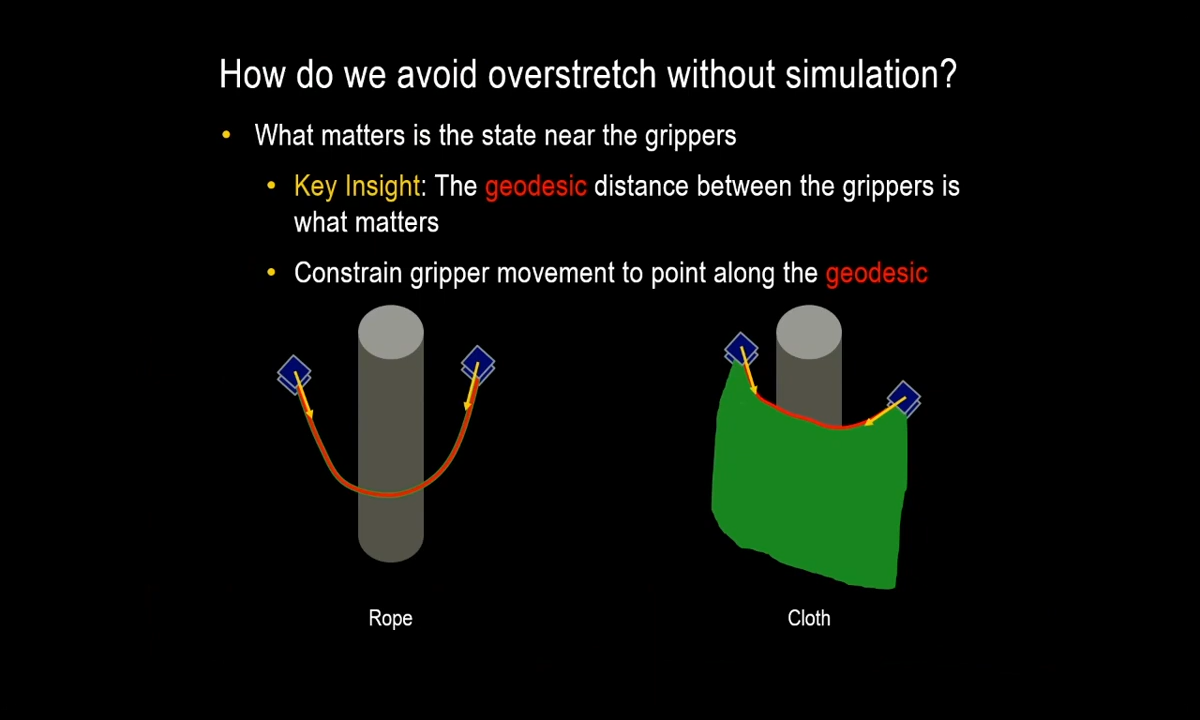 How do we avoid overstretch without simulation?
• What matters is the state near the grippers
• Key Insight: The geodesic distance between the grippers is
what matters
• Constrain gripper movement to point along the geodesic
Rope
Cloth